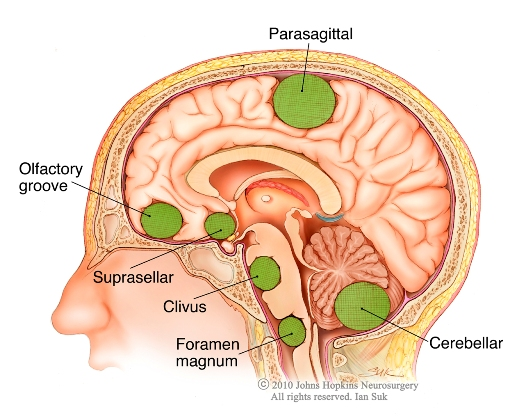 Parasagittal
Olfactory
groove
Suprasellar
Clivus
Foramen
magnum
Cerebellar
© 2010 Johns Hopkins Neurosurgery
All rights reserved. Ian Suk